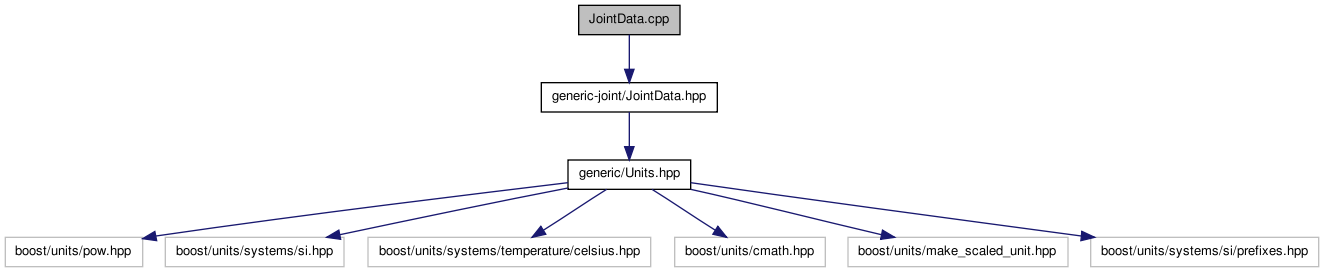 JointData.cpp
generic-joint/JointData.hpp
generic/Units.hpp
boost/units/pow.hpp
boost/units/systems/si.hpp
boost/units/systems/temperature/celsius.hpp
boost/units/cmath.hpp
boost/units/make_scaled_unit.hpp
boost/units/systems/si/prefixes.hpp